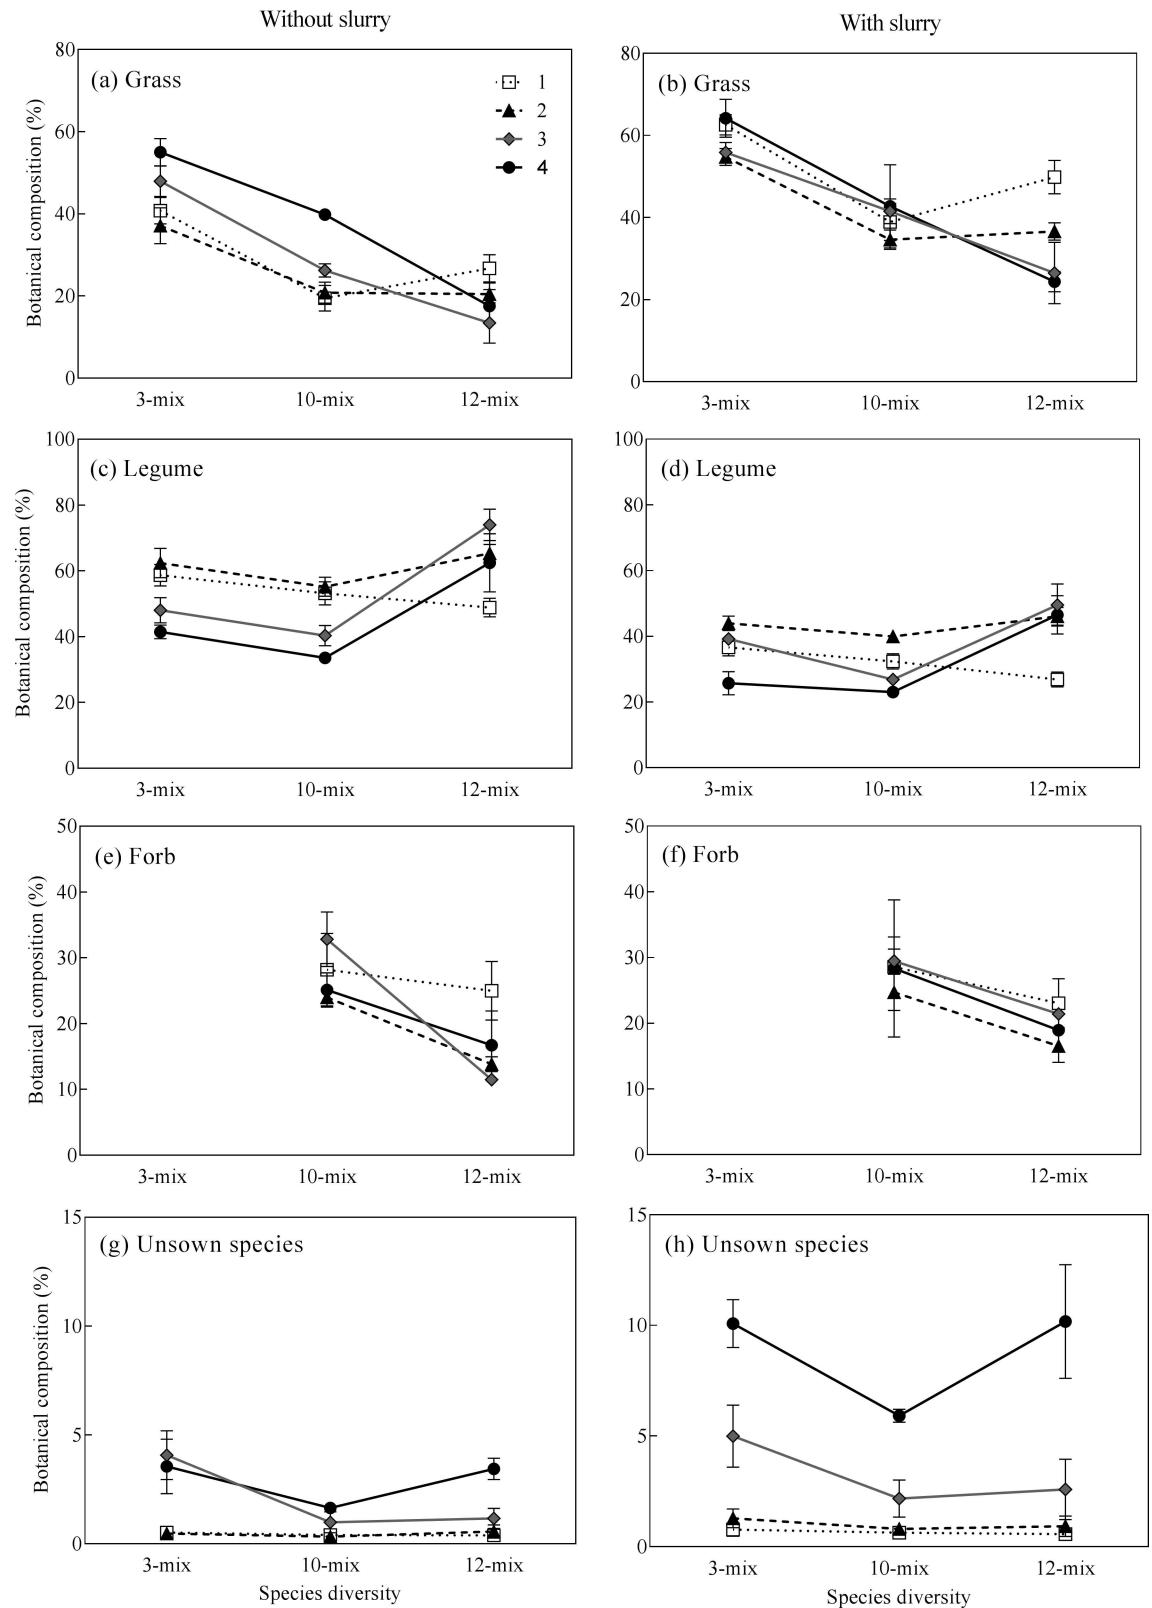 Without slurry
With slurry
80
60
40
20
0
Botanical composition (%)
(a) Grass
1
2
3
4
3-mix 10-mix 12-mix
80
60
40
20
0
(b) Grass
3-mix 10-mix 12-mix
100
80
60
40
20
0
Botanical composition (%)
(c) Legume
3-mix 10-mix 12-mix
100
80
60
40
20
0
(d) Legume
3-mix 10-mix 12-mix
50
40
30
20
10
0
Botanical composition (%)
(e) Forb
3-mix 10-mix 12-mix
50
40
30
20
10
0
(f) Forb
3-mix 10-mix 12-mix
15
10
5
0
Botanical composition (%)
(g) Unsown species
3-mix 10-mix 12-mix
Species diversity
15
10
5
0
(h) Unsown species
3-mix 10-mix 12-mix
Species diversity